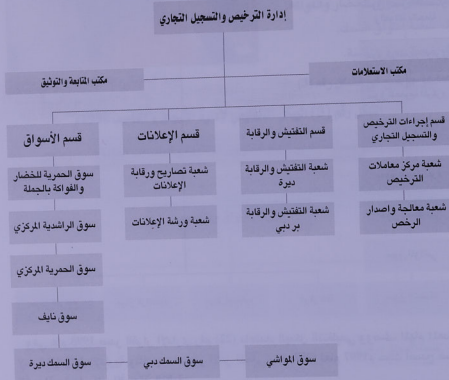 إدارة الترخيص والتسجيل التجاري
مكتب الاستعلامات
مكتب المتابعة والتوثيق
قسم إجراءات الترخيص
والتسجيل التجاري
قسم التفتيش والرقابة
قسم الإعلانات
قسم الأسواق
شعبة مركز معاملات
الترخيص
شعبة التفتيش والرقابة
ديرة
شعبة تصاريح ورقابة
الإعلانات
سوق الحمرية للخضار
والفواكة بالجملة
شعبة معالجة واصدار
الرخص
شعبة التفتيش والرقابة
بر دبي
شعبة ورشة الإعلانات
سوق الراشدية المركزي
سوق الحمرية المركزي
سوق نايف
سوق المواشي
سوق السمك دبي
سوق السمك ديرة